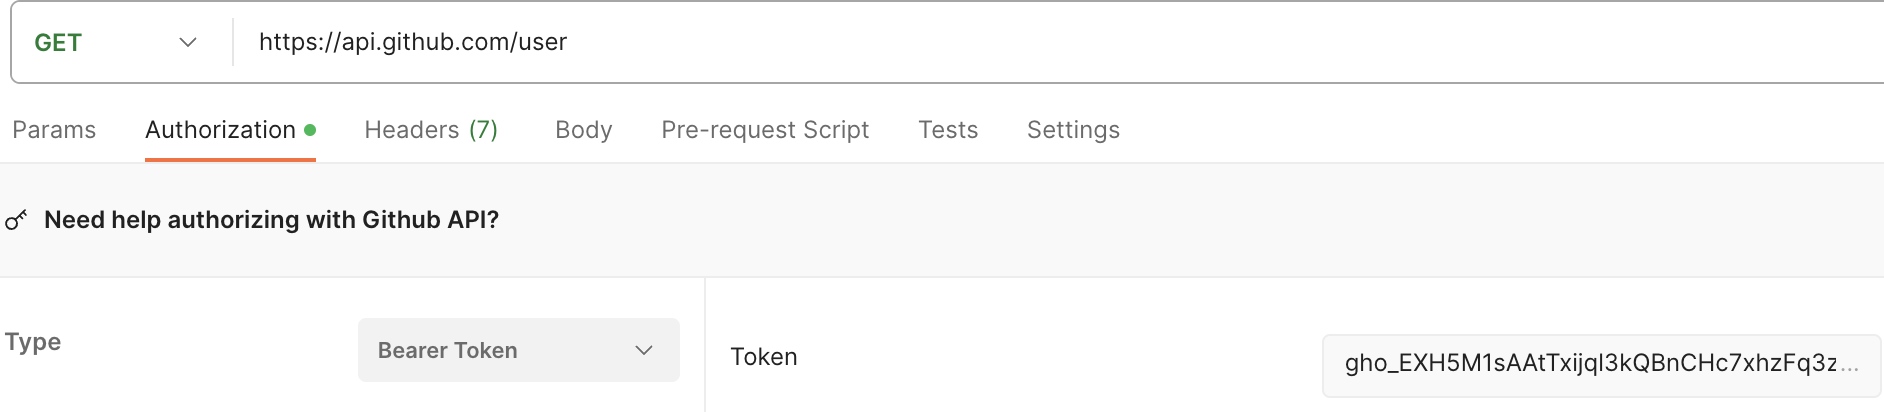 GET https://api.github.com/user
Params Authorization Headers (7) Body Pre-request Script Tests Settings
Need help authorizing with Github API?
Type Bearer Token Token gho_EXH5M1sAAtTxijql3kQBnCHc7xhzFq3z...